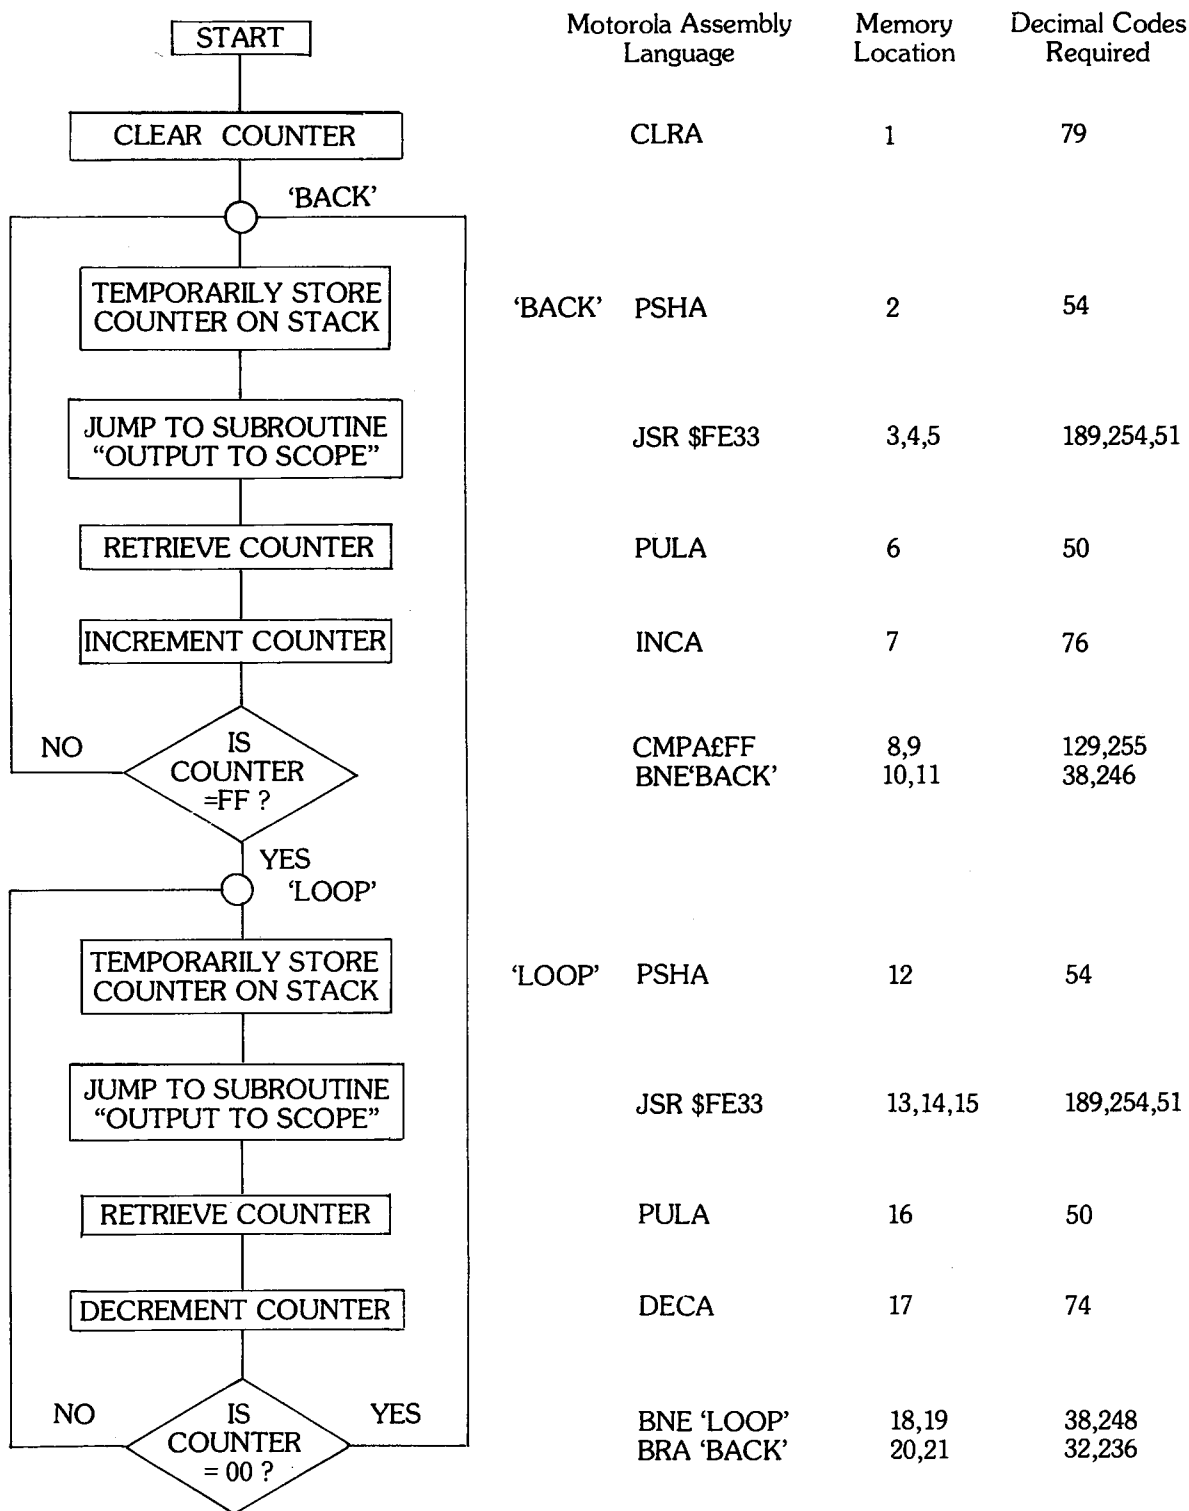 START
Motorola Assembly Language
Memory Location
Decimal Codes Required
CLEAR COUNTER
CLRA 1 79
'BACK'
TEMPORARILY STORE
COUNTER ON STACK
'BACK' PSHA 2 54
JUMP TO SUBROUTINE
"OUTPUT TO SCOPE"
JSR $FE33 3,4,5 189,254,51
RETRIEVE COUNTER
PULA 6 50
INCREMENT COUNTER
INCA 7 76
NO
IS
COUNTER
=FF ?
CMPA£FF 8,9 129,255
BNE'BACK' 10,11 38,246
YES
'LOOP'
TEMPORARILY STORE
COUNTER ON STACK
'LOOP' PSHA 12 54
JUMP TO SUBROUTINE
"OUTPUT TO SCOPE"
JSR $FE33 13,14,15 189,254,51
RETRIEVE COUNTER
PULA 16 50
DECREMENT COUNTER
DECA 17 74
NO
IS
COUNTER
= 00 ?
YES
BNE 'LOOP' 18,19 38,248
BRA 'BACK' 20,21 32,236